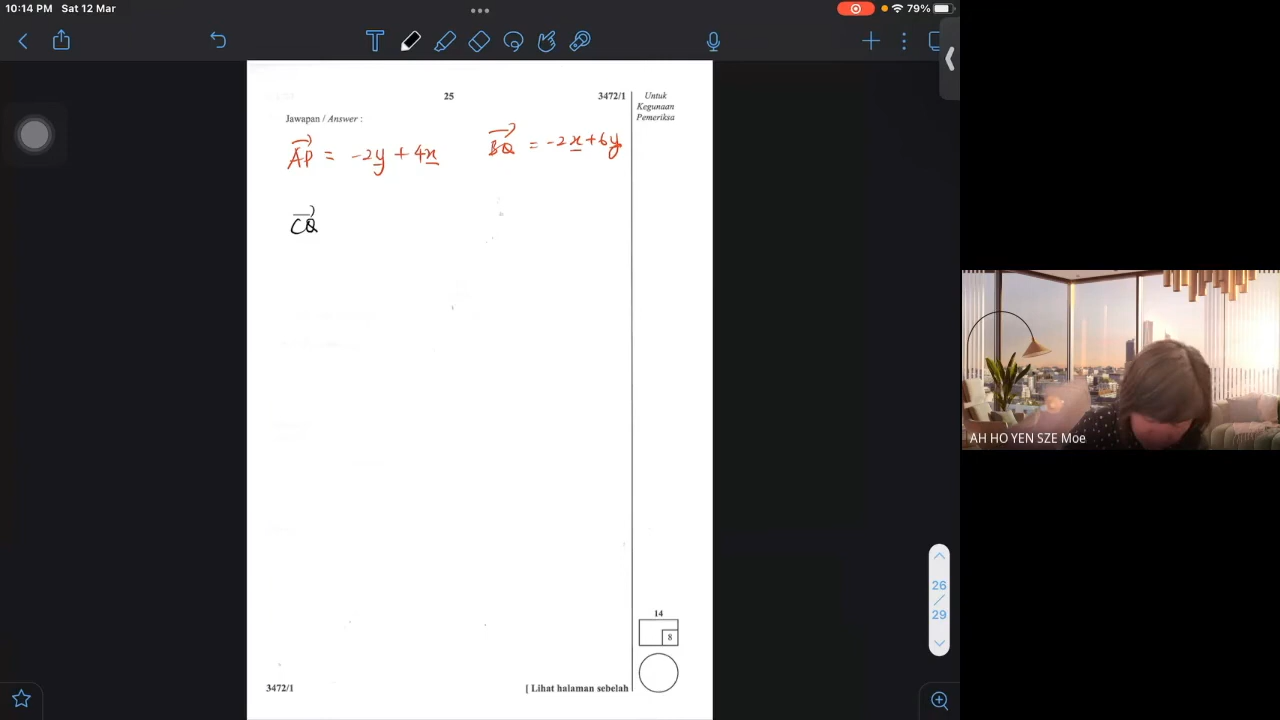 10:14 PM Sat 12 Mar
79%
25
3472/1
Untuk
Kegunaan
Pemeriksa
Jawapan / Answer :
AP = -2y + 4x
BQ = -2x + 6y
CQ
AH HO YEN SZE Moe
26
29
14
8
3472/1
[ Lihat halaman sebelah